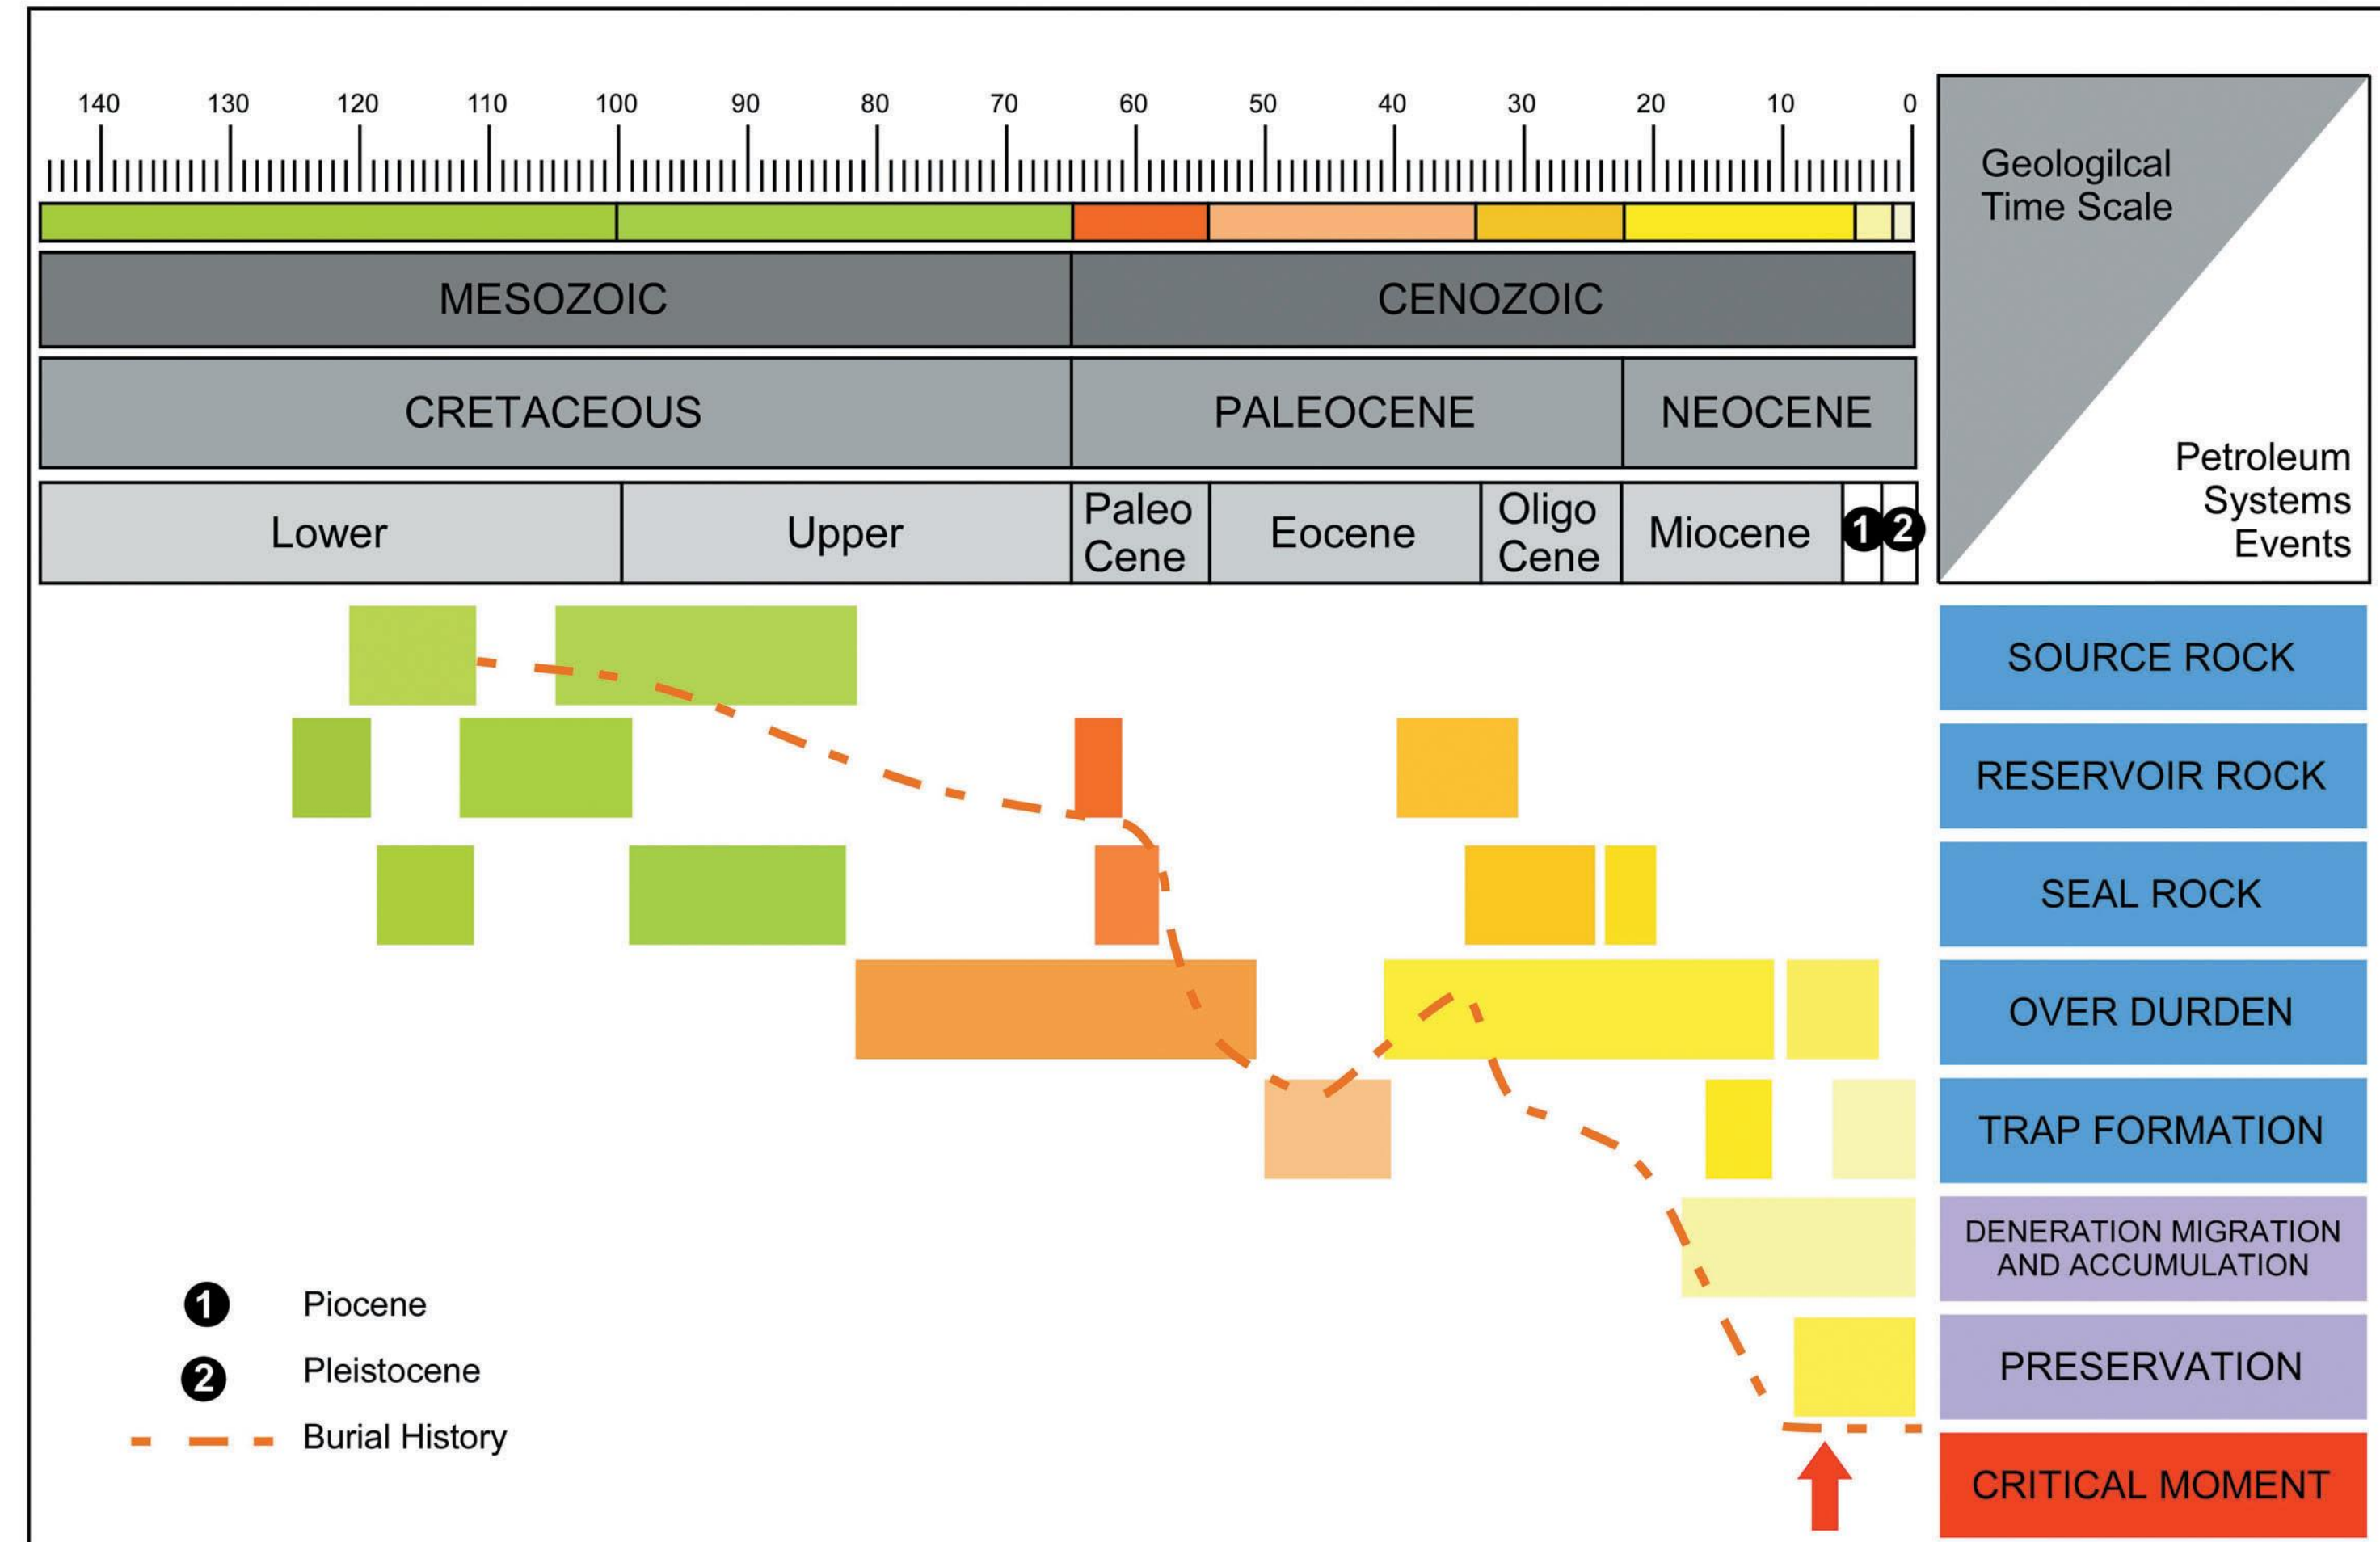 140 130 120 110 100 90 80 70 60 50 40 30 20 10 0
Geologilcal
Time Scale
MESOZOIC CENOZOIC
CRETACEOUS PALEOCENE NEOCENE
Petroleum
Systems
Events
Lower Upper Paleo
Cene Eocene Oligo
Cene Miocene 1 2
SOURCE ROCK
RESERVOIR ROCK
SEAL ROCK
OVER DURDEN
TRAP FORMATION
DENERATION MIGRATION
AND ACCUMULATION
PRESERVATION
CRITICAL MOMENT
1 Piocene
2 Pleistocene
Burial History